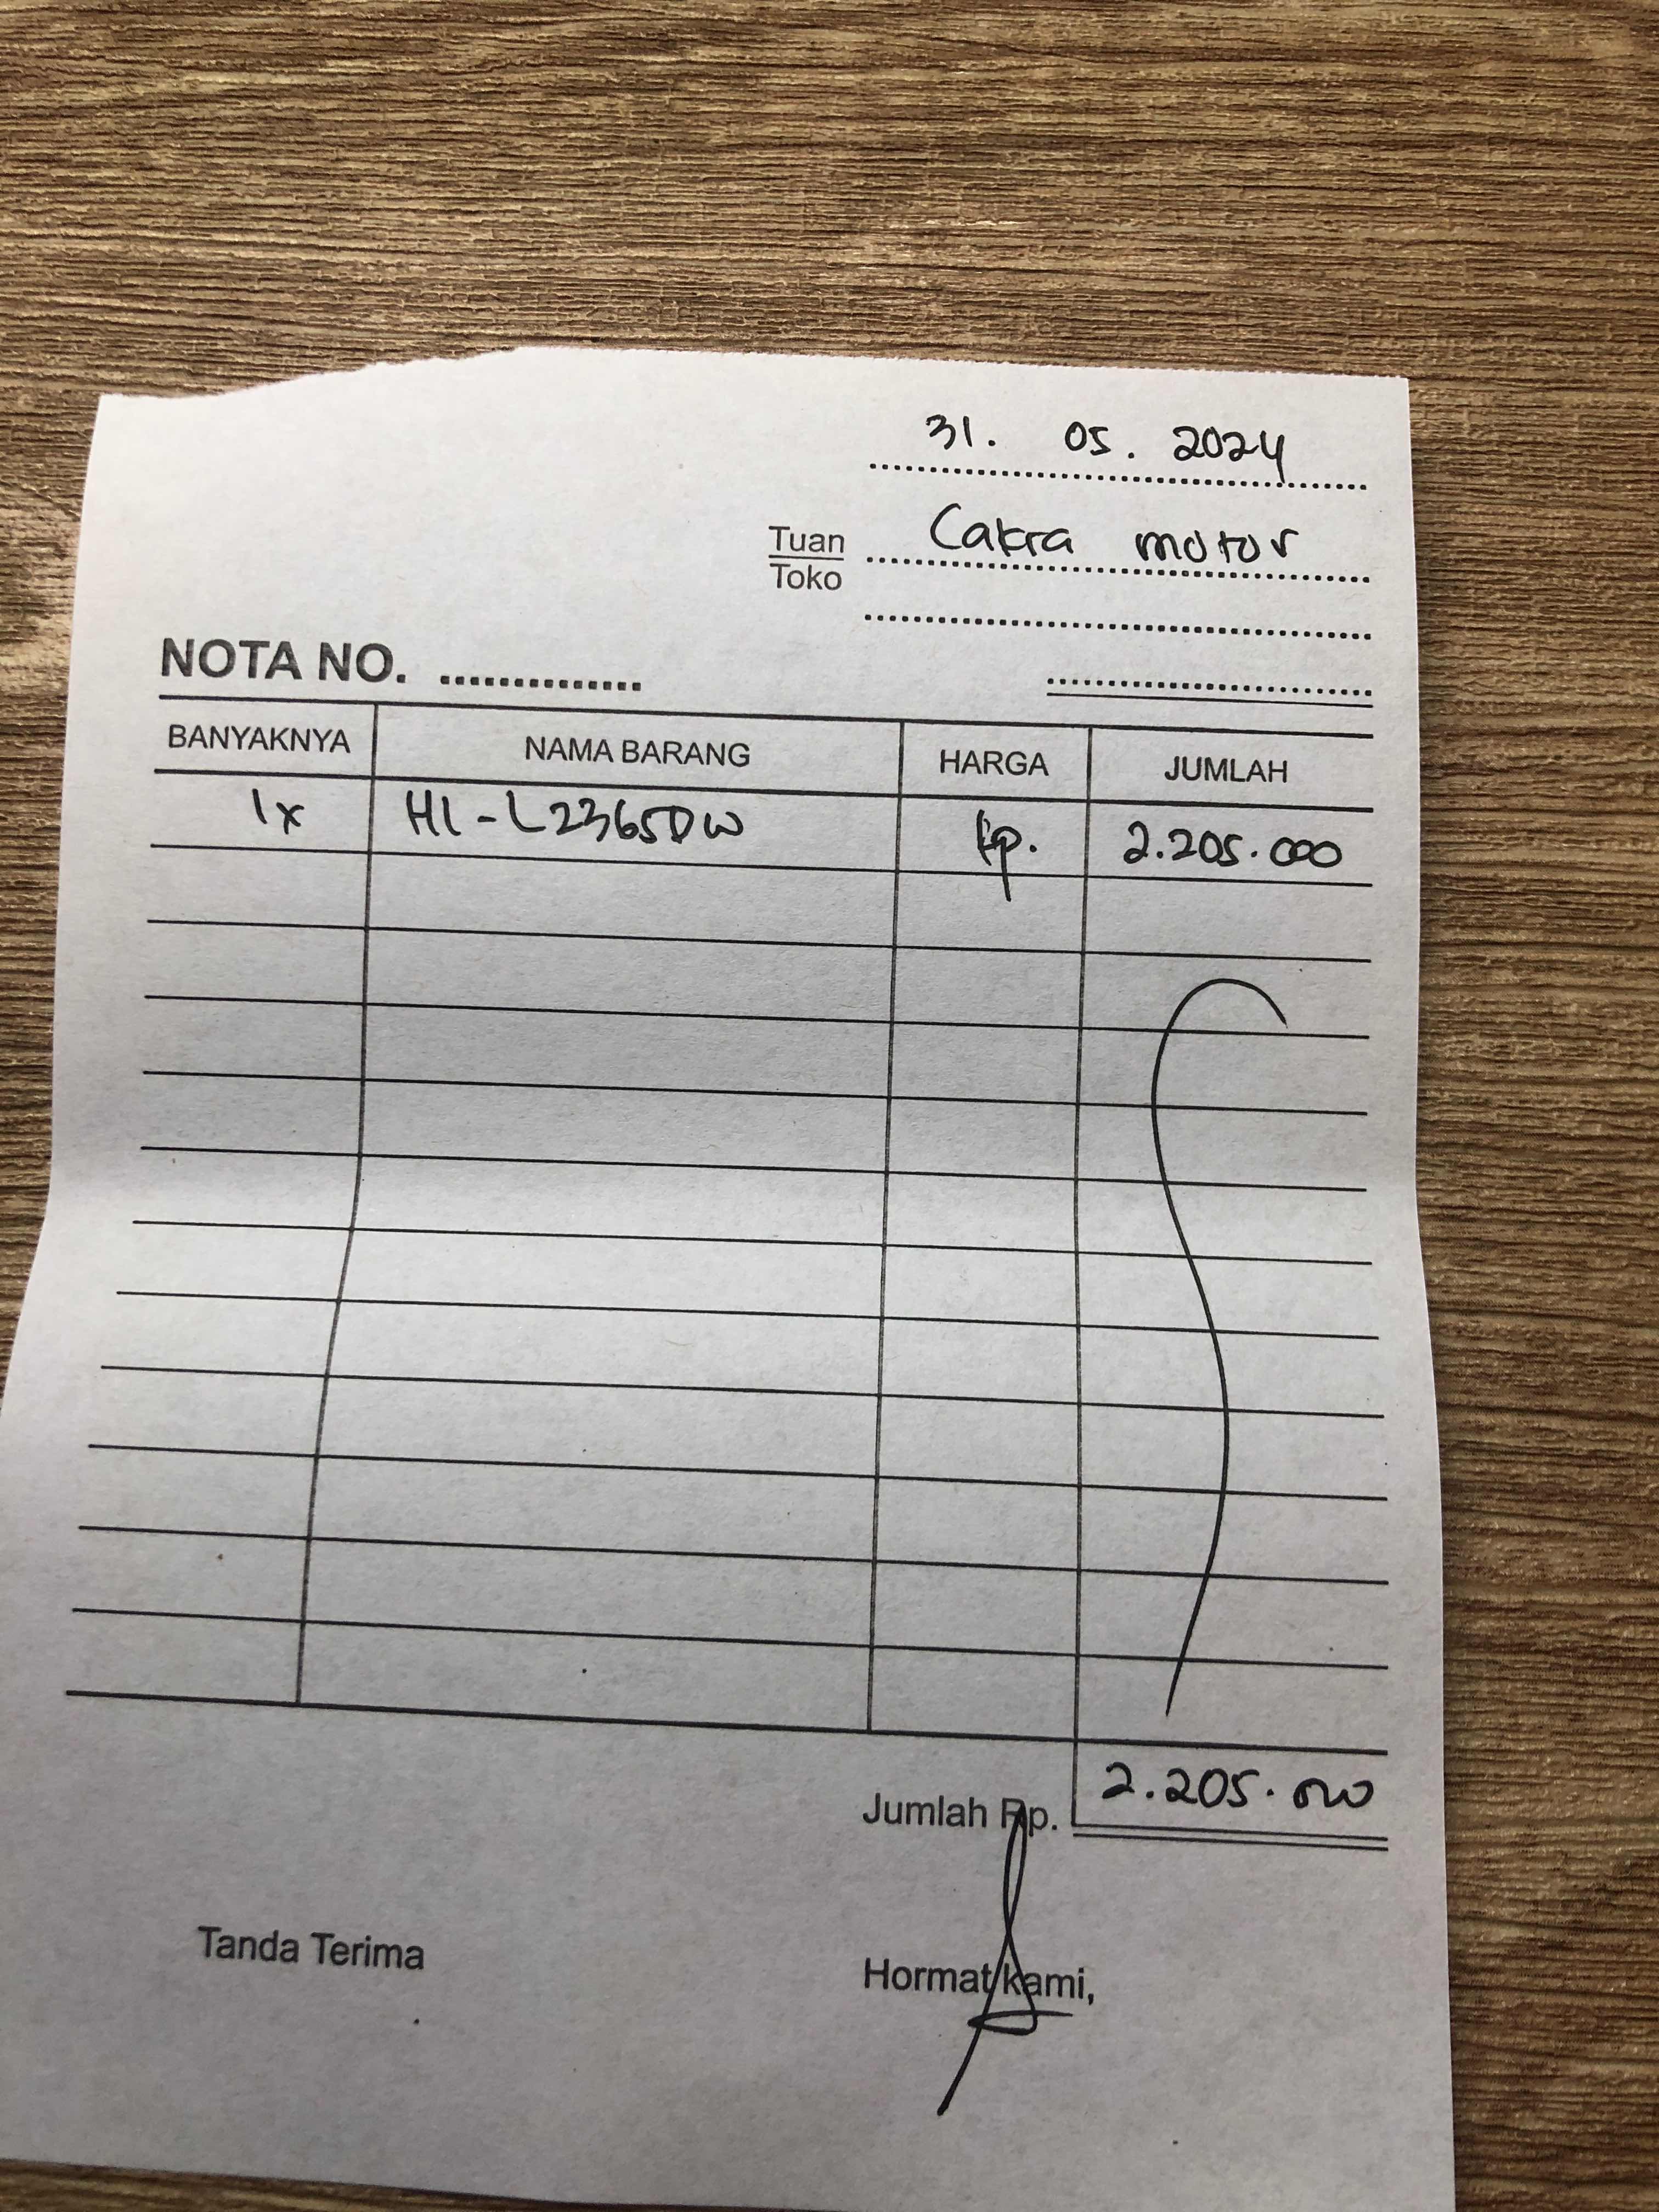 31. 05. 2024
Tuan Cakra motor
Toko
NOTA NO. ..............
BANYAKNYA NAMA BARANG HARGA JUMLAH
1x HL-L2365DW Rp. 2.205.000
Jumlah Rp. 2.205.000
Tanda Terima Hormat kami,